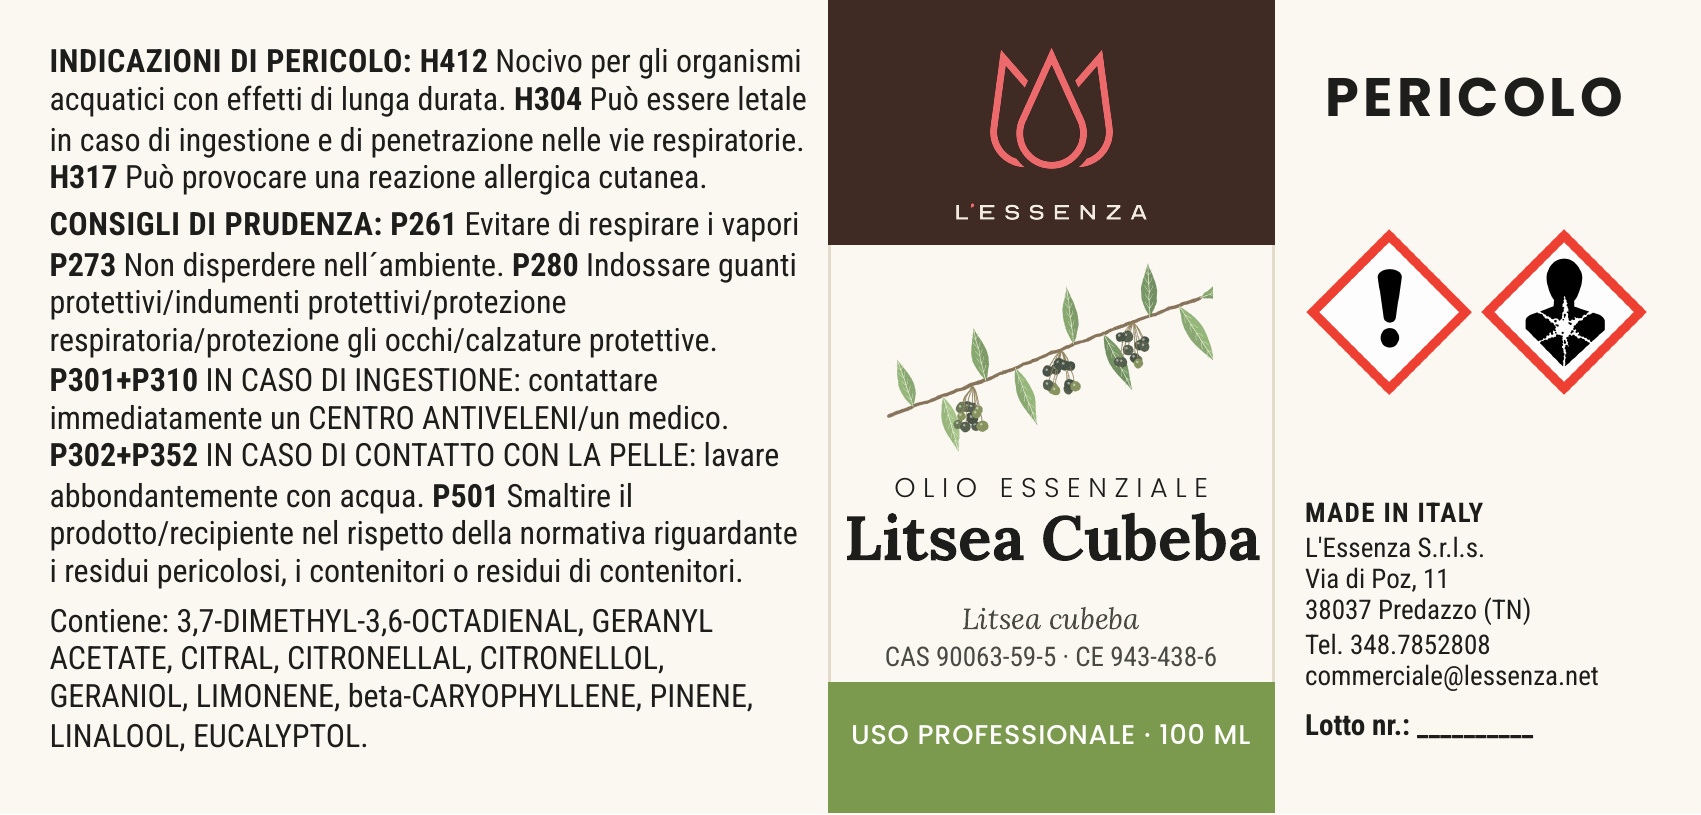 INDICAZIONI DI PERICOLO: H412 Nocivo per gli organismi
acquatici con effetti di lunga durata. H304 Può essere letale
in caso di ingestione e di penetrazione nelle vie respiratorie.
H317 Può provocare una reazione allergica cutanea.
CONSIGLI DI PRUDENZA: P261 Evitare di respirare i vapori
P273 Non disperdere nell´ambiente. P280 Indossare guanti
protettivi/indumenti protettivi/protezione
respiratoria/protezione gli occhi/calzature protettive.
P301+P310 IN CASO DI INGESTIONE: contattare
immediatamente un CENTRO ANTIVELENI/un medico.
P302+P352 IN CASO DI CONTATTO CON LA PELLE: lavare
abbondantemente con acqua. P501 Smaltire il
prodotto/recipiente nel rispetto della normativa riguardante
i residui pericolosi, i contenitori o residui di contenitori.
Contiene: 3,7-DIMETHYL-3,6-OCTADIENAL, GERANYL
ACETATE, CITRAL, CITRONELLAL, CITRONELLOL,
GERANIOL, LIMONENE, beta-CARYOPHYLLENE, PINENE,
LINALOOL, EUCALYPTOL.
L'ESSENZA
OLIO ESSENZIALE
Litsea Cubeba
Litsea cubeba
CAS 90063-59-5 · CE 943-438-6
USO PROFESSIONALE · 100 ML
PERICOLO
MADE IN ITALY
L'Essenza S.r.l.s.
Via di Poz, 11
38037 Predazzo (TN)
Tel. 348.7852808
commerciale@lessenza.net
Lotto nr.: __________